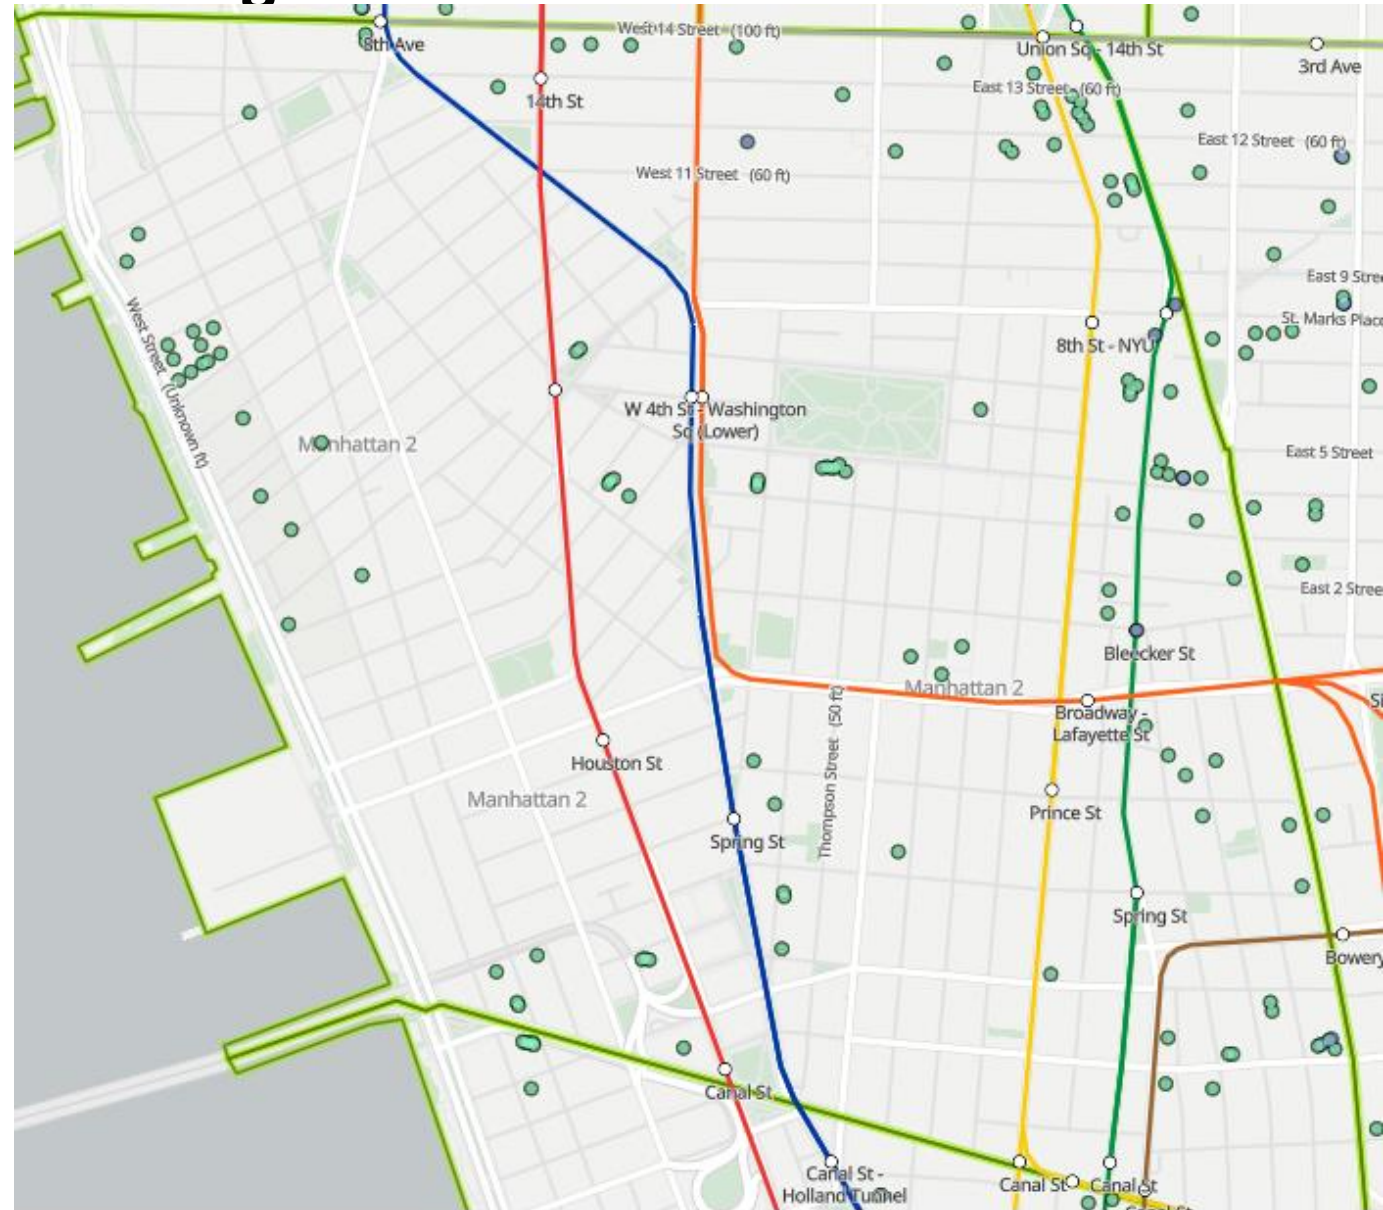 West 14 Street (100 ft)
8th Ave
Union Sq - 14th St
3rd Ave
East 13 Street (60 ft)
14th St
East 12 Street (60 ft)
West 11 Street (60 ft)
East 9 Stree
St. Marks Place
West Street (Unknown ft)
8th St - NYU
W 4th St - Washington
Sq (Lower)
Manhattan 2
East 5 Street
East 2 Stree
Bleecker St
Manhattan 2
Broadway -
Lafayette St
Si
Thompson Street (50 ft)
Houston St
Manhattan 2
Prince St
Spring St
Spring St
Bowery
Canal St
Canal St -
Holland Tunnel
Canal St
Canal St
Canal St